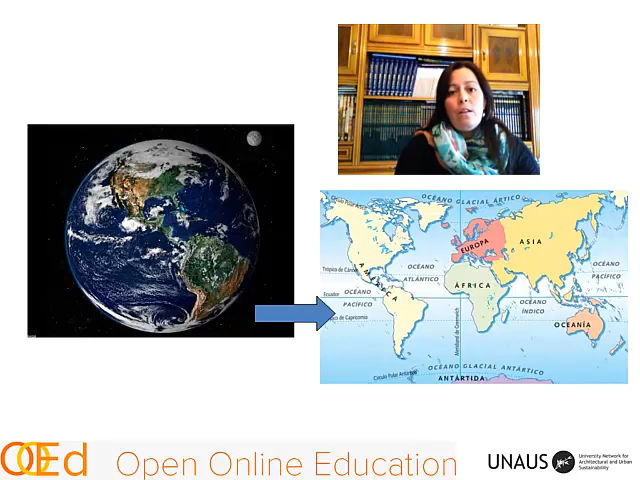 OCÉANO GLACIAL ÁRTICO
Círculo Polar Ártico
EUROPA
ASIA
Trópico de Cáncer
AMÉRICA
OCÉANO
ATLÁNTICO
OCÉANO
PACÍFICO
ÁFRICA
Ecuador
OCÉANO
PACÍFICO
OCÉANO
ÍNDICO
Trópico de Capricornio
Meridiano de Greenwich
OCEANÍA
OCÉANO GLACIAL ANTÁRTICO
Círculo Polar Antártico
ANTÁRTIDA
OOEd
Open Online Education
UNAUS
University Network for
Architectural and Urban
Sustainability